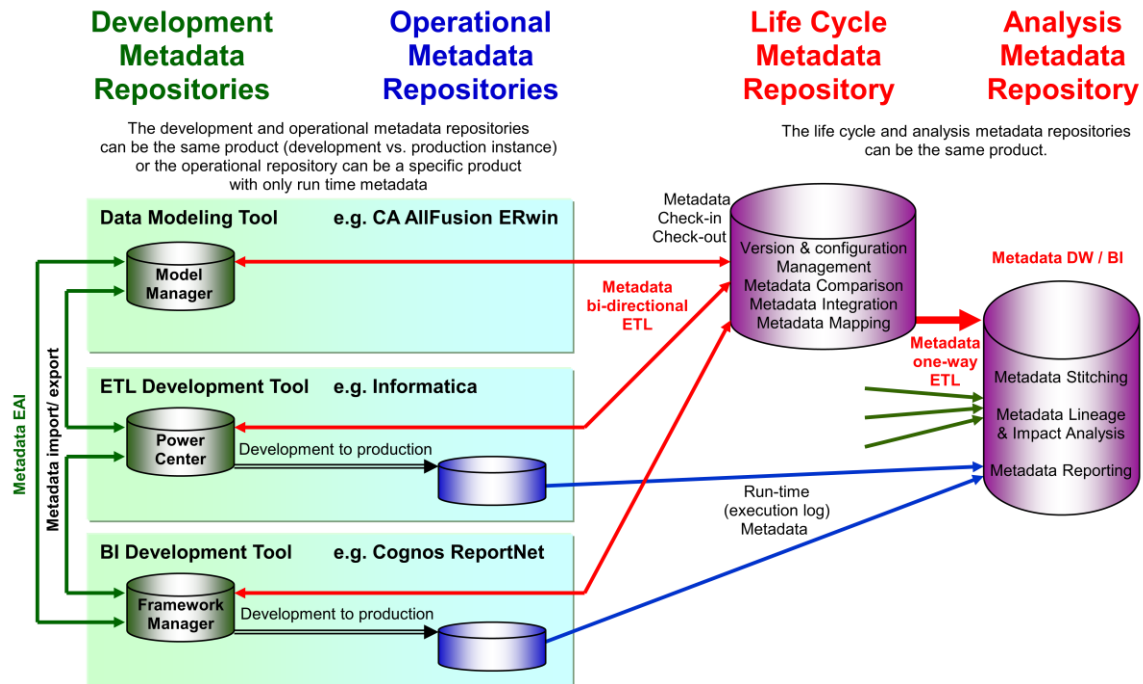 Development
Metadata
Repositories
Operational
Metadata
Repositories
Life Cycle
Metadata
Repository
Analysis
Metadata
Repository
The development and operational metadata repositories
can be the same product (development vs. production instance)
or the operational repository can be a specific product
with only run time metadata
The life cycle and analysis metadata repositories
can be the same product.
Data Modeling Tool
e.g. CA AllFusion ERwin
Model
Manager
Metadata
Check-in
Check-out
Version & configuration
Management
Metadata Comparison
Metadata Integration
Metadata Mapping
Metadata DW / BI
Metadata
bi-directional
ETL
Metadata
one-way
ETL
Metadata EAI
Metadata import/ export
ETL Development Tool
e.g. Informatica
Power
Center
Development to production
Metadata Stitching
Metadata Lineage
& Impact Analysis
Metadata Reporting
Run-time
(execution log)
Metadata
BI Development Tool
e.g. Cognos ReportNet
Framework
Manager
Development to production